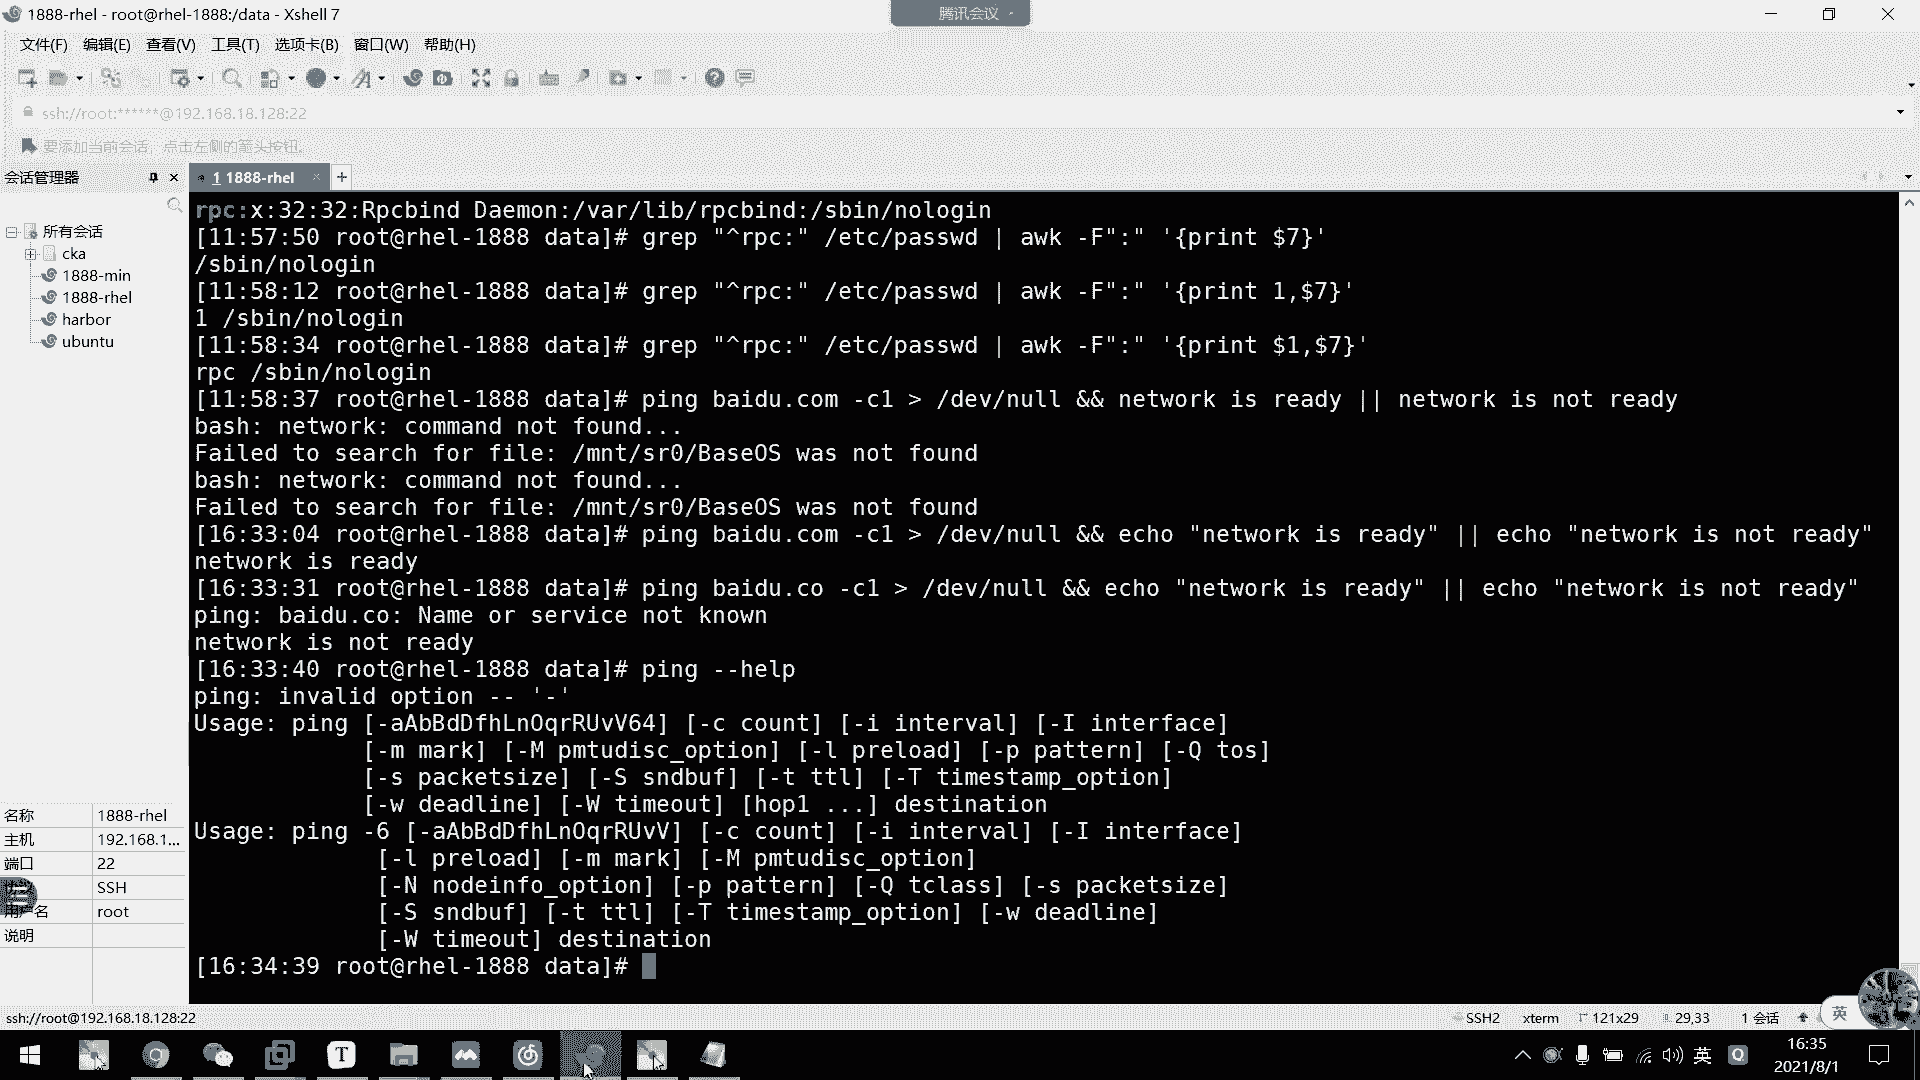 1888-rhel - root@rhel-1888:/data - Xshell 7
腾讯会议
文件(F) 编辑(E) 查看(V) 工具(T) 选项卡(B) 窗口(W) 帮助(H)
ssh://root:******@192.168.18.128:22
要添加当前会话，点击左侧的箭头按钮。
会话管理器
1 1888-rhel
所有会话
cka
1888-min
1888-rhel
harbor
ubuntu
rpc:x:32:32:Rpcbind Daemon:/var/lib/rpcbind:/sbin/nologin
[11:57:50 root@rhel-1888 data]# grep "^rpc:" /etc/passwd | awk -F":" '{print $7}'
/sbin/nologin
[11:58:12 root@rhel-1888 data]# grep "^rpc:" /etc/passwd | awk -F":" '{print 1,$7}'
1 /sbin/nologin
[11:58:34 root@rhel-1888 data]# grep "^rpc:" /etc/passwd | awk -F":" '{print $1,$7}'
rpc /sbin/nologin
[11:58:37 root@rhel-1888 data]# ping baidu.com -c1 > /dev/null && network is ready || network is not ready
bash: network: command not found...
Failed to search for file: /mnt/sr0/BaseOS was not found
bash: network: command not found...
Failed to search for file: /mnt/sr0/BaseOS was not found
[16:33:04 root@rhel-1888 data]# ping baidu.com -c1 > /dev/null && echo "network is ready" || echo "network is not ready"
network is ready
[16:33:31 root@rhel-1888 data]# ping baidu.co -c1 > /dev/null && echo "network is ready" || echo "network is not ready"
ping: baidu.co: Name or service not known
network is not ready
[16:33:40 root@rhel-1888 data]# ping --help
ping: invalid option -- '-'
Usage: ping [-aAbBdDfhLnOqrRUvV64] [-c count] [-i interval] [-I interface]
[-m mark] [-M pmtudisc_option] [-l preload] [-p pattern] [-Q tos]
[-s packetsize] [-S sndbuf] [-t ttl] [-T timestamp_option]
[-w deadline] [-W timeout] [hop1 ...] destination
Usage: ping -6 [-aAbBdDfhLnOqrRUvV] [-c count] [-i interval] [-I interface]
[-l preload] [-m mark] [-M pmtudisc_option]
[-N nodeinfo_option] [-p pattern] [-Q tclass] [-s packetsize]
[-S sndbuf] [-t ttl] [-T timestamp_option] [-w deadline]
[-W timeout] destination
[16:34:39 root@rhel-1888 data]#
名称 1888-rhel
主机 192.168.1...
端口 22
SSH
用户名 root
说明
ssh://root@192.168.18.128:22
SSH2 xterm 121x29 29,33 1 会话
英
英
16:35
2021/8/1